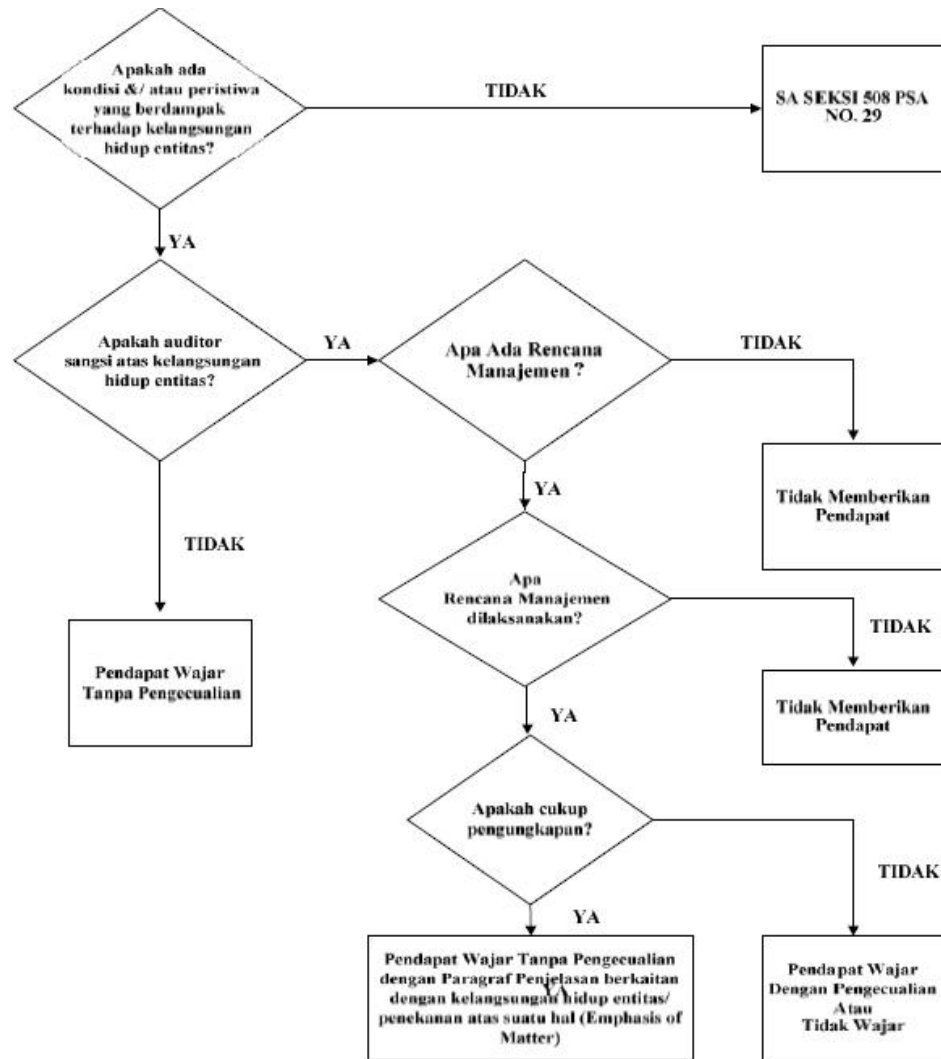 Apakah ada
kondisi &/ atau peristiwa
yang berdampak
terhadap kelangsungan
hidup entitas?
TIDAK
SA SEKSI 508 PSA
NO. 29
YA
Apakah auditor
sangsi atas kelangsungan
hidup entitas?
YA
Apa Ada Rencana
Manajemen ?
TIDAK
Tidak Memberikan
Pendapat
YA
TIDAK
Pendapat Wajar
Tanpa Pengecualian
Apa
Rencana Manajemen
dilaksanakan?
TIDAK
Tidak Memberikan
Pendapat
YA
Apakah cukup
pengungkapan?
TIDAK
YA
Pendapat Wajar Tanpa Pengecualian
dengan Paragraf Penjelasan berkaitan
YA
dengan kelangsungan hidup entitas/
penekanan atas suatu hal (Emphasis of
Matter)
Pendapat Wajar
Dengan Pengecualian
Atau
Tidak Wajar